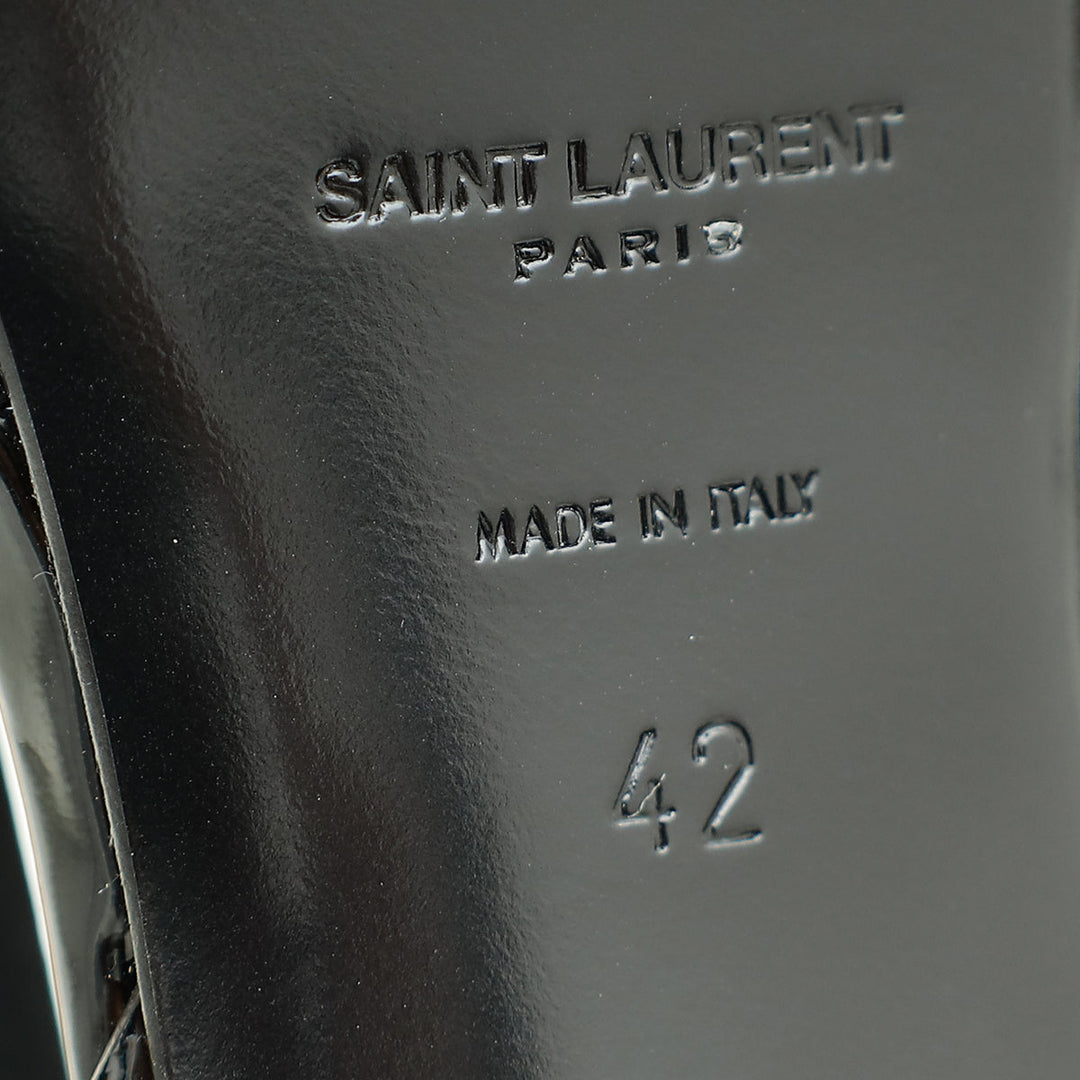 SAINT LAURENT
PARIS
MADE IN ITALY
42